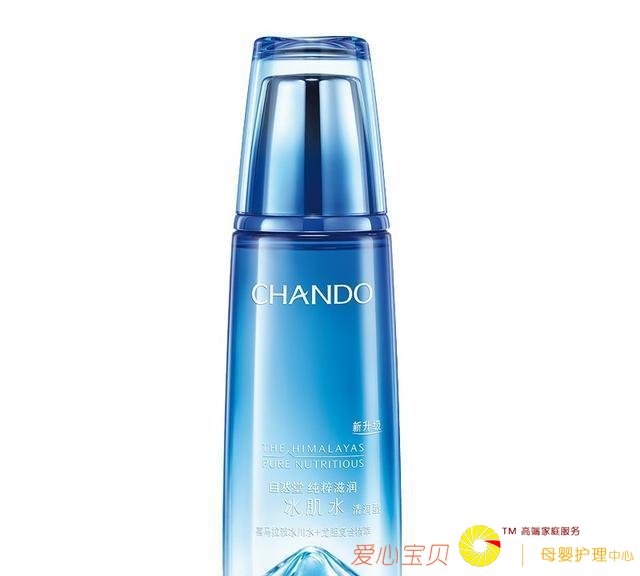 CHANDO
新升级
THE HIMALAYAS
PURE NUTRITIOUS
自然堂 纯粹滋润
冰肌水 清润型
喜马拉雅冰川水+龙胆复合精萃
爱心宝贝
TM 高端家庭服务
母婴护理中心